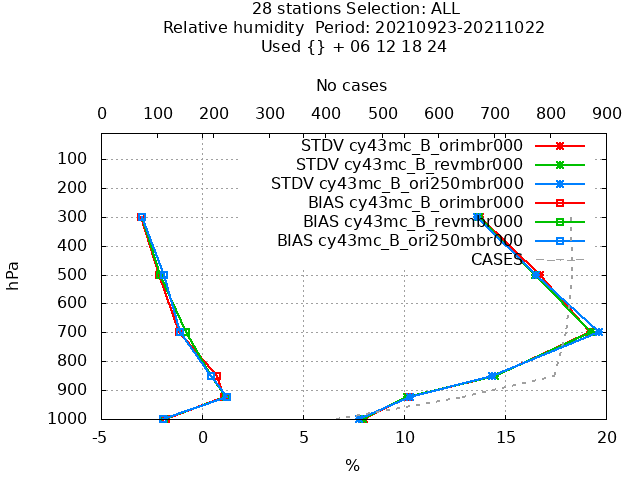 28 stations Selection: ALL
Relative humidity  Period: 20210923-20211022
Used {} + 06 12 18 24
No cases
0 100 200 300 400 500 600 700 800 900
STDV cy43mc_B_orimbr000
STDV cy43mc_B_revmbr000
STDV cy43mc_B_ori250mbr000
BIAS cy43mc_B_orimbr000
BIAS cy43mc_B_revmbr000
BIAS cy43mc_B_ori250mbr000
CASES
hPa
100
200
300
400
500
600
700
800
900
1000
-5 0 5 10 15 20
%